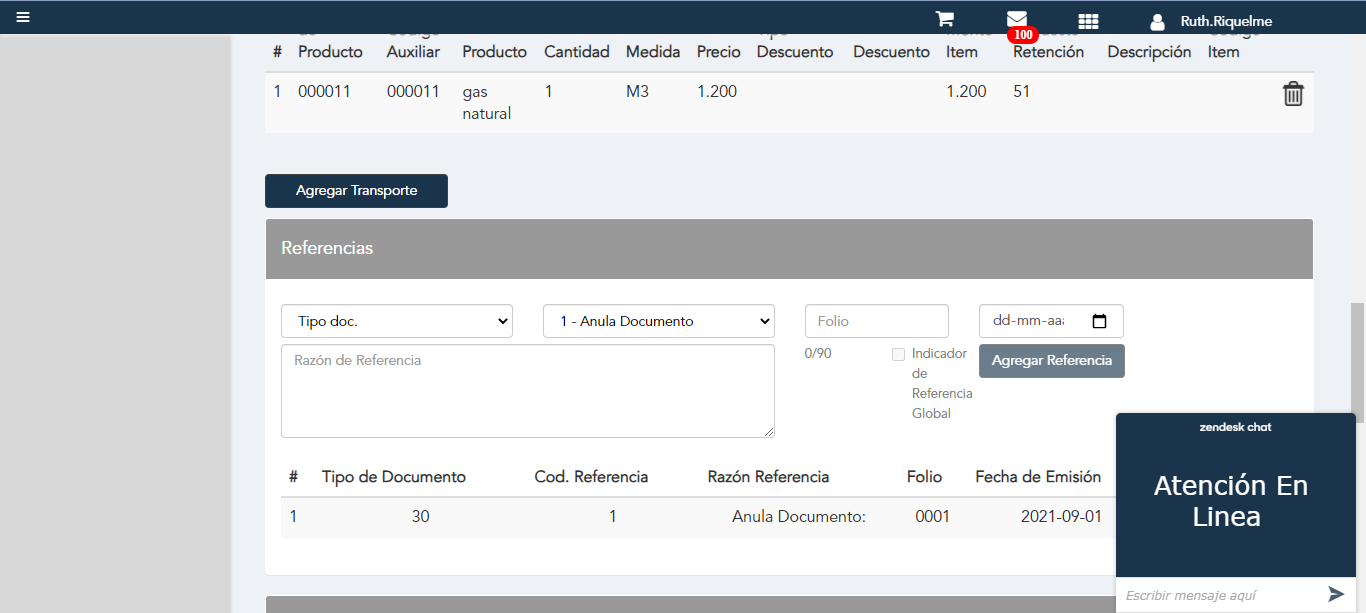 Ruth.Riquelme
100
# Producto Auxiliar Producto Cantidad Medida Precio Descuento Descuento Item Retención Descripción Item
1 000011 000011 gas natural 1 M3 1.200 1.200 51
Agregar Transporte
Referencias
Tipo doc. 1 - Anula Documento Folio dd-mm-aa
Razón de Referencia 0/90 Indicador de Referencia Global Agregar Referencia
zendesk chat
# Tipo de Documento Cod. Referencia Razón Referencia Folio Fecha de Emisión
1 30 1 Anula Documento: 0001 2021-09-01
Atención En
Linea
Escribir mensaje aquí